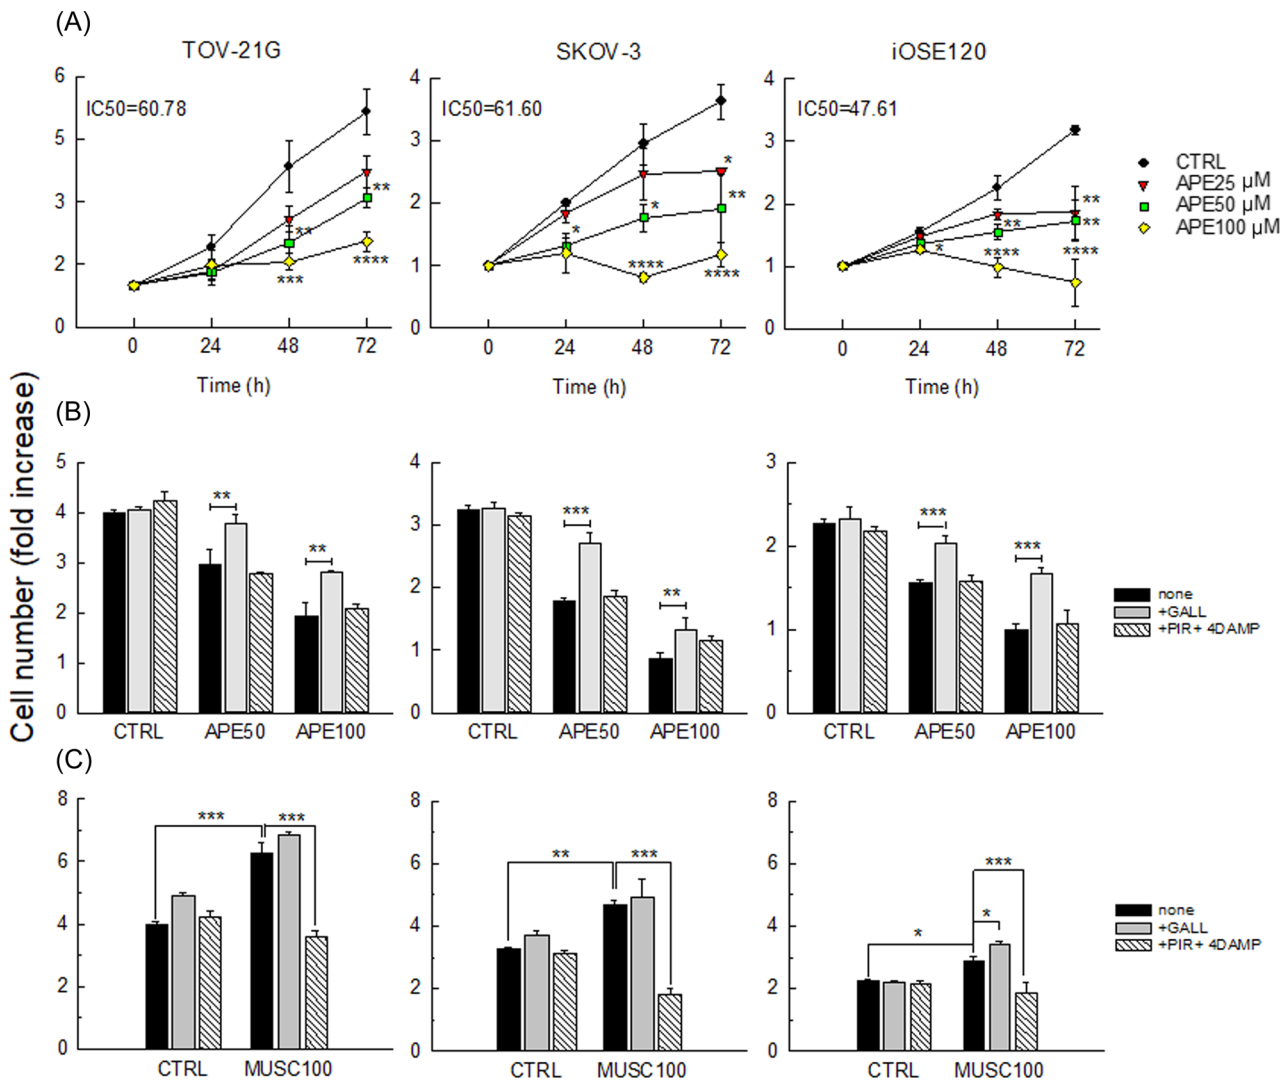 (A)
TOV-21G
SKOV-3
iOSE120
6
5
3
2
0
IC50=60.78
**
**
***
****
0
24
48
72
Time (h)
4
3
2
1
0
IC50=61.60
*
*
*
**
****
****
0
24
48
72
Time (h)
4
3
2
1
0
IC50=47.61
*
**
****
**
**
****
0
24
48
72
Time (h)
CTRL
APE25 µM
APE50 µM
APE100 µM
Cell number (fold increase)
(B)
5
4
3
2
1
0
**
**
CTRL
APE50
APE100
4
3
2
1
0
***
**
CTRL
APE50
APE100
3
2
1
0
***
***
CTRL
APE50
APE100
none
+GALL
+PIR+ 4DAMP
(C)
8
6
4
2
0
***
***
CTRL
MUSC100
8
6
4
2
0
**
***
CTRL
MUSC100
8
6
4
2
0
*
*
***
CTRL
MUSC100
none
+GALL
+PIR+ 4DAMP